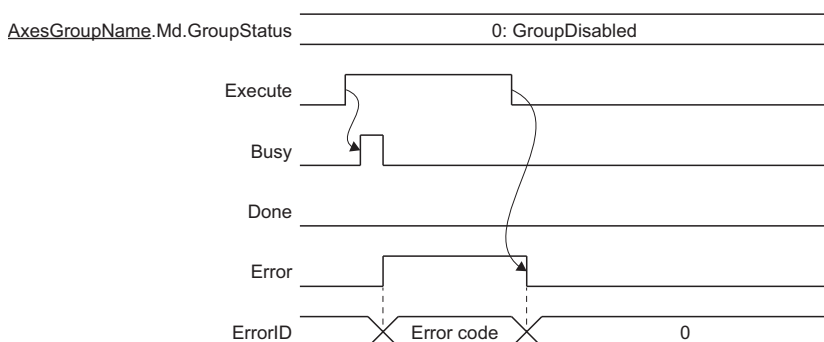 AxesGroupName.Md.GroupStatus 0: GroupDisabled
Execute
Busy
Done
Error
ErrorID Error code 0